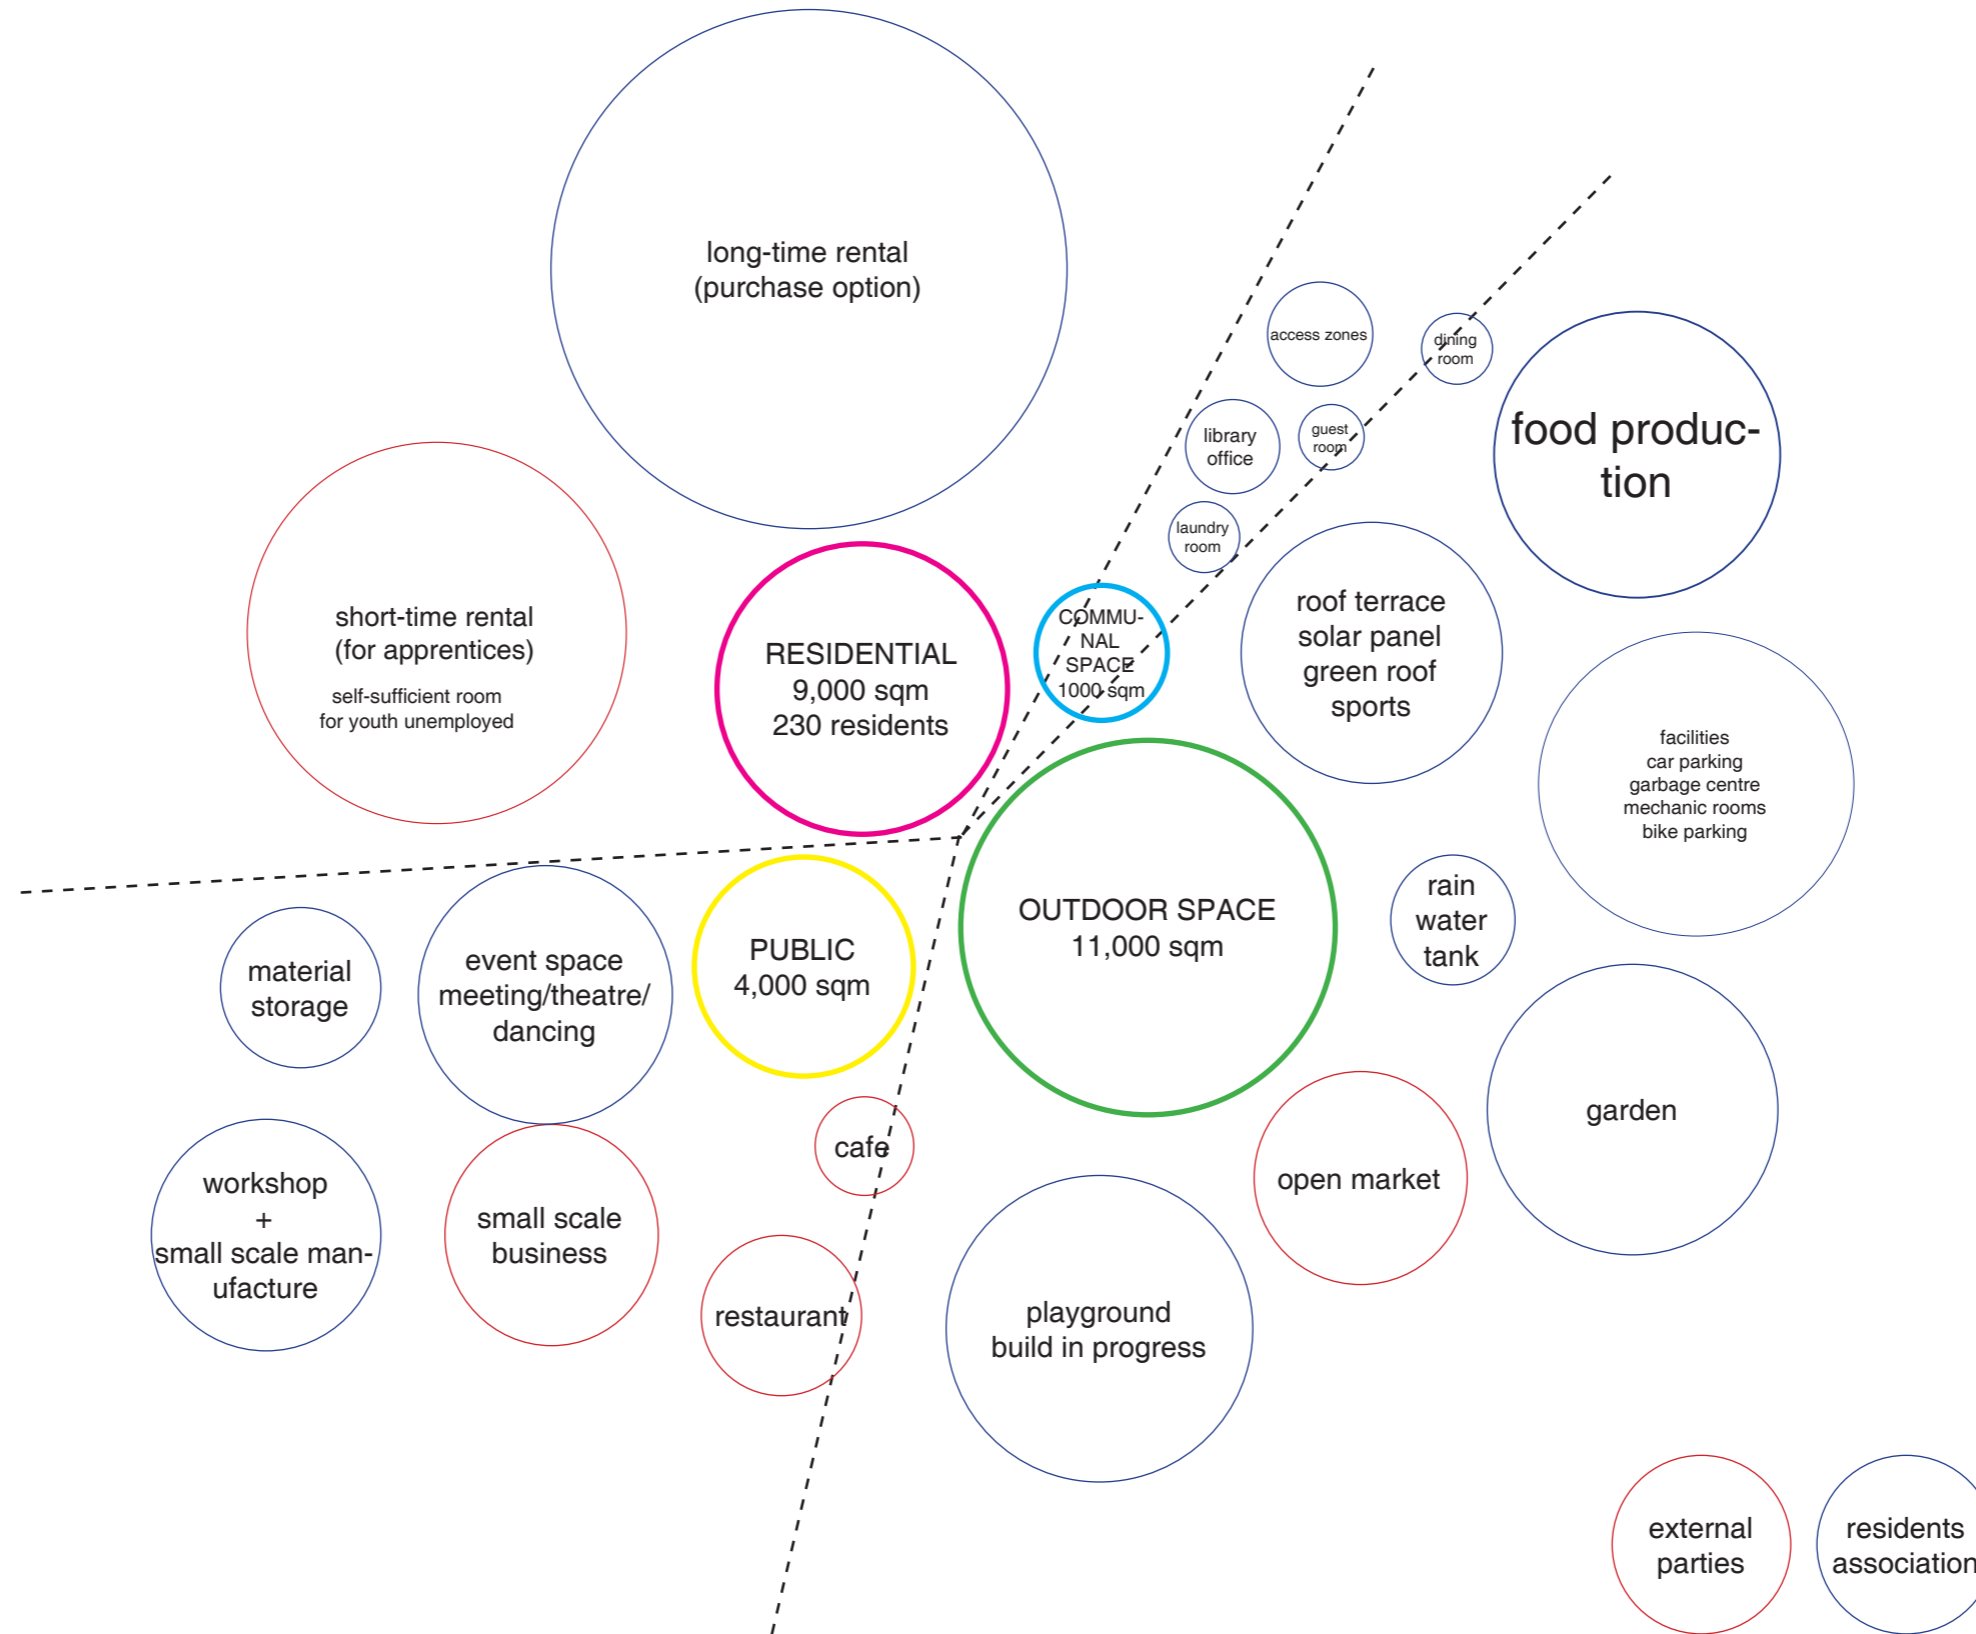 long-time rental
(purchase option)
access zones
dining
room
library
office
guest
room
laundry
room
food produc-
tion
short-time rental
(for apprentices)
self-sufficient room
for youth unemployed
RESIDENTIAL
9,000 sqm
230 residents
COMMU-
NAL
SPACE
1000 sqm
roof terrace
solar panel
green roof
sports
facilities
car parking
garbage centre
mechanic rooms
bike parking
material
storage
event space
meeting/theatre/
dancing
PUBLIC
4,000 sqm
OUTDOOR SPACE
11,000 sqm
rain
water
tank
garden
workshop
+
small scale man-
ufacture
small scale
business
cafe
restaurant
open market
playground
build in progress
external
parties
residents
association